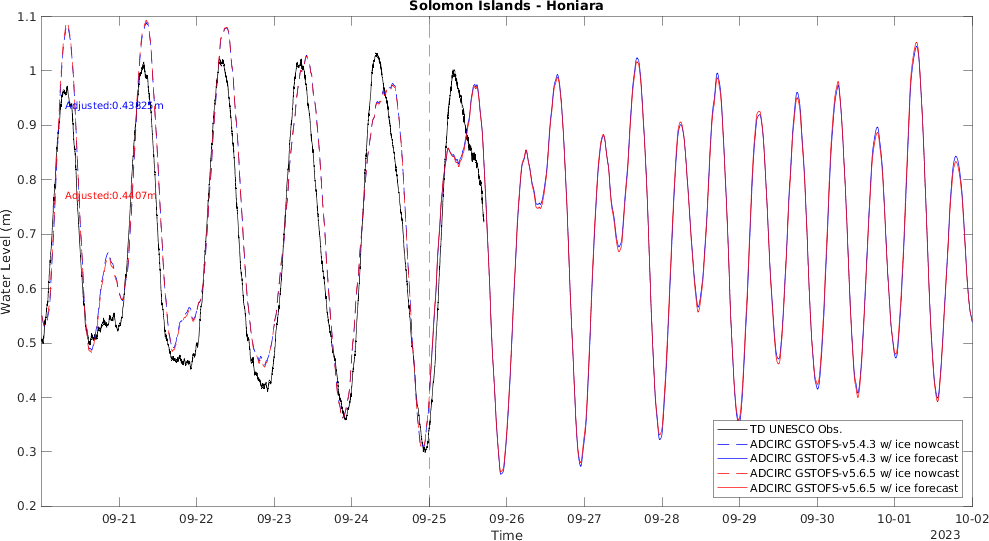 Solomon Islands - Honiara
1.1
1
0.9
0.8
0.7
0.6
0.5
0.4
0.3
0.2
Water Level (m)
Adjusted:0.43825m
Adjusted:0.4407m
TD UNESCO Obs.
ADCIRC GSTOFS-v5.4.3 w/ ice nowcast
ADCIRC GSTOFS-v5.4.3 w/ ice forecast
ADCIRC GSTOFS-v5.6.5 w/ ice nowcast
ADCIRC GSTOFS-v5.6.5 w/ ice forecast
09-21 09-22 09-23 09-24 09-25 09-26 09-27 09-28 09-29 09-30 10-01 10-02
Time
2023